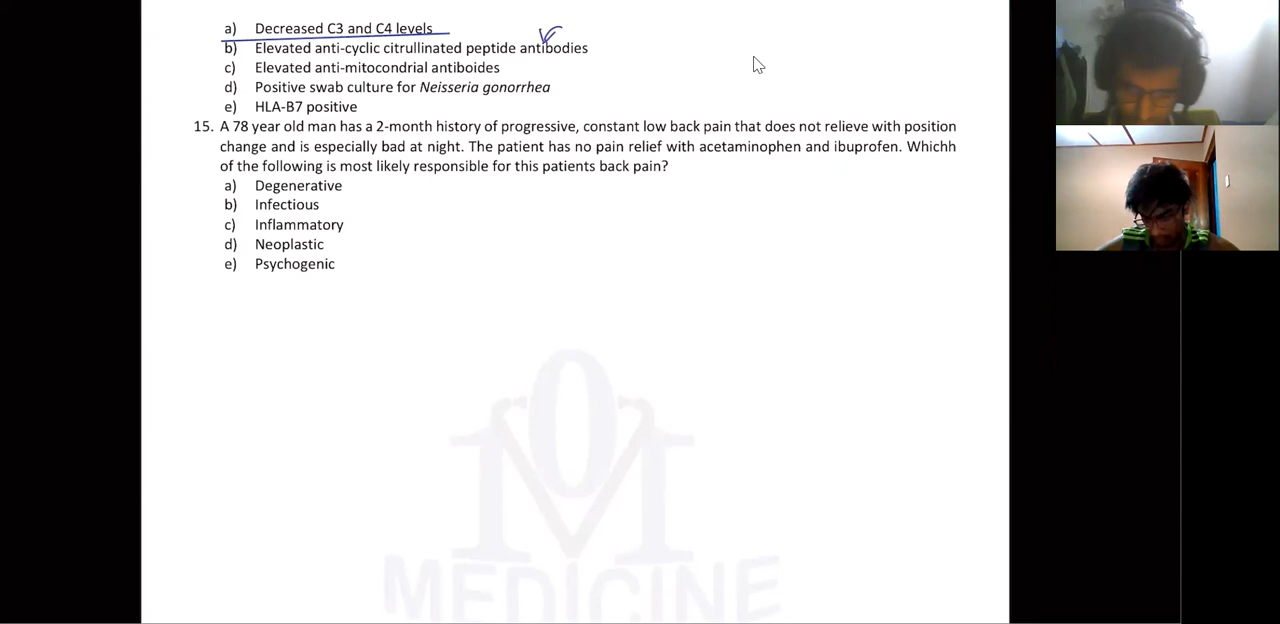 a) Decreased C3 and C4 levels
b) Elevated anti-cyclic citrullinated peptide antibodies
c) Elevated anti-mitocondrial antiboides
d) Positive swab culture for Neisseria gonorrhea
e) HLA-B7 positive
15. A 78 year old man has a 2-month history of progressive, constant low back pain that does not relieve with position
change and is especially bad at night. The patient has no pain relief with acetaminophen and ibuprofen. Whichh
of the following is most likely responsible for this patients back pain?
a) Degenerative
b) Infectious
c) Inflammatory
d) Neoplastic
e) Psychogenic
M01
MEDICINE